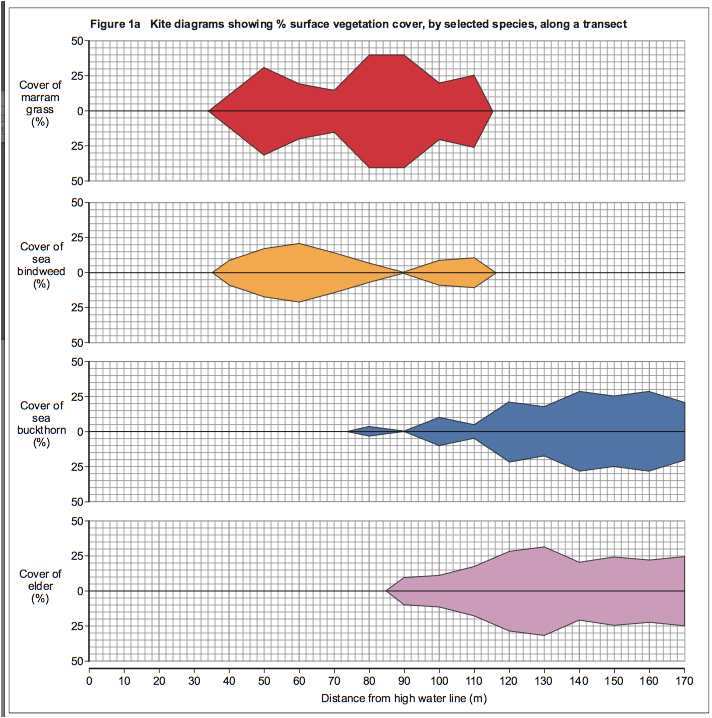 Figure 1a Kite diagrams showing % surface vegetation cover, by selected species, along a transect
50
25
0
25
50
Cover of
marram
grass
(%)
50
25
0
25
50
Cover of
sea
bindweed
(%)
50
25
0
25
50
Cover of
sea
buckthorn
(%)
50
25
0
25
50
Cover of
elder
(%)
0 10 20 30 40 50 60 70 80 90 100 110 120 130 140 150 160 170
Distance from high water line (m)